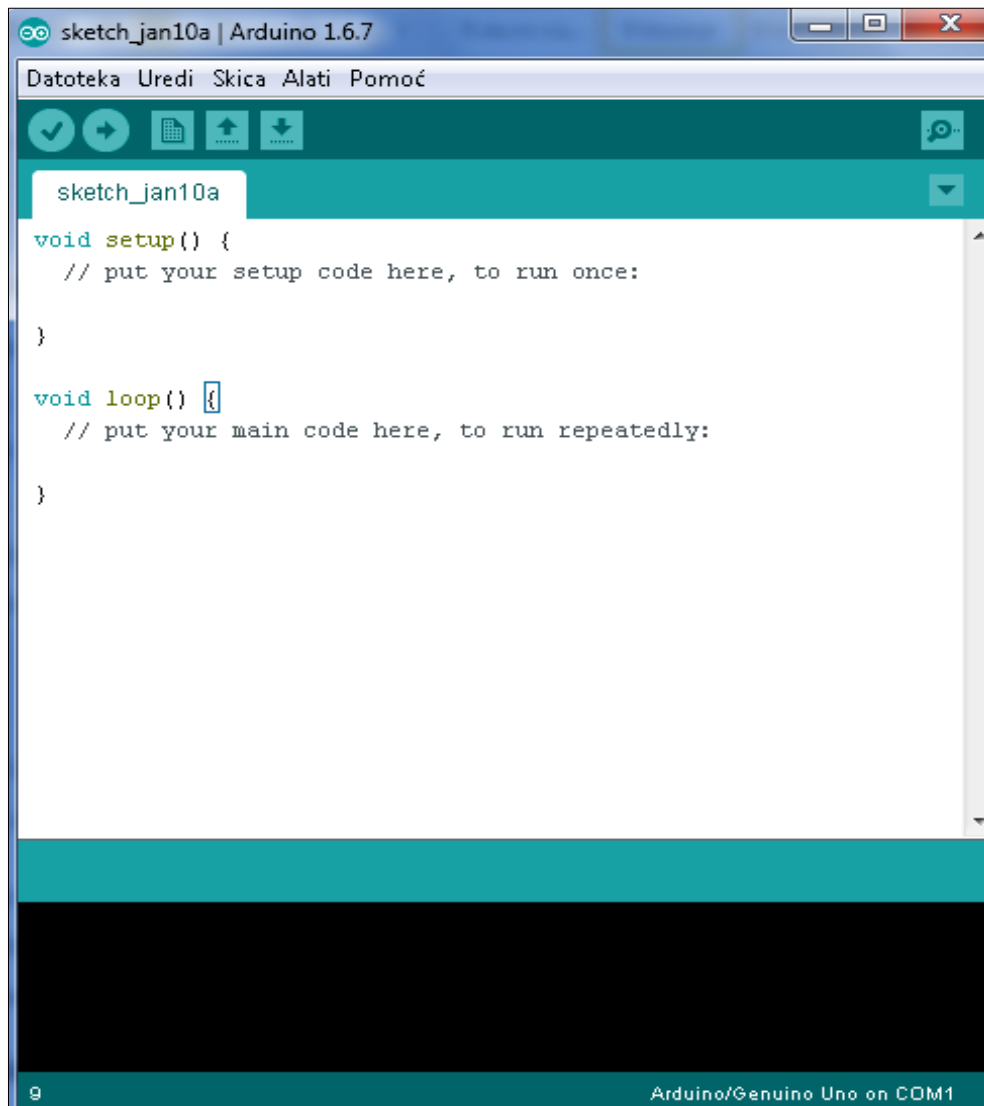 sketch_jan10a | Arduino 1.6.7
Datoteka Uredi Skica Alati Pomoć
sketch_jan10a
void setup() {
// put your setup code here, to run once:
}
void loop() {
// put your main code here, to run repeatedly:
}
9 Arduino/Genuino Uno on COM1